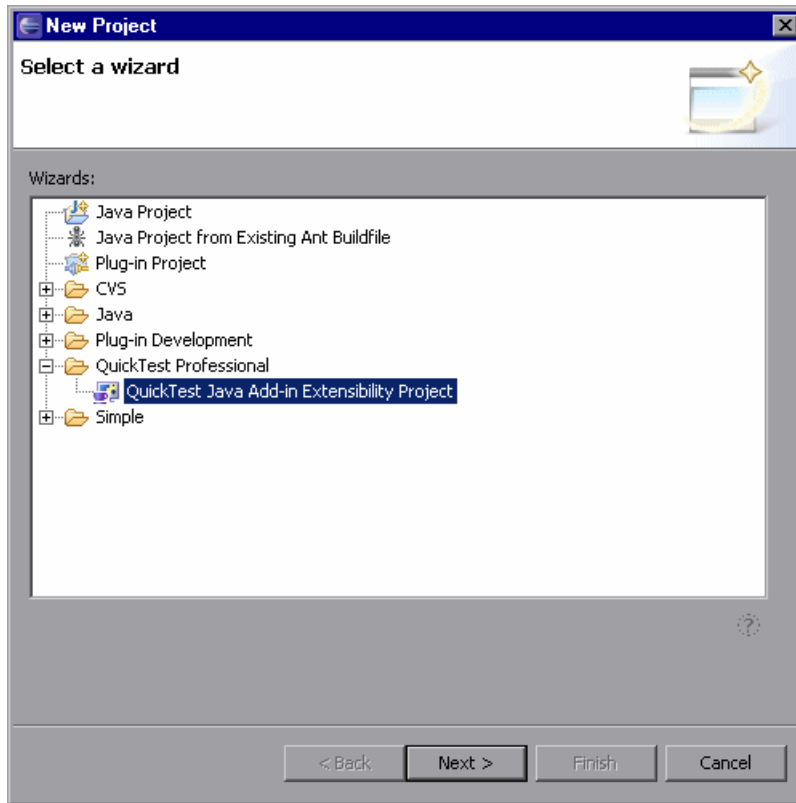 New Project
Select a wizard
Wizards:
Java Project
Java Project from Existing Ant Buildfile
Plug-in Project
CVS
Java
Plug-in Development
QuickTest Professional
QuickTest Java Add-in Extensibility Project
Simple
?
< Back
Next >
Finish
Cancel